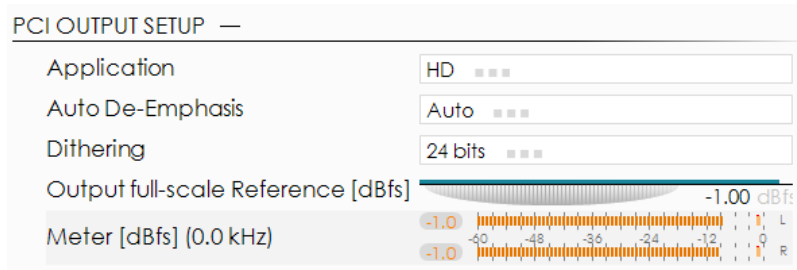 PCI OUTPUT SETUP —
Application HD
Auto De-Emphasis Auto
Dithering 24 bits
Output full-scale Reference [dBfs] -1.00 dBfs
-1.0 L
Meter [dBfs] (0.0 kHz) -60 -48 -36 -24 -12 0
-1.0 R